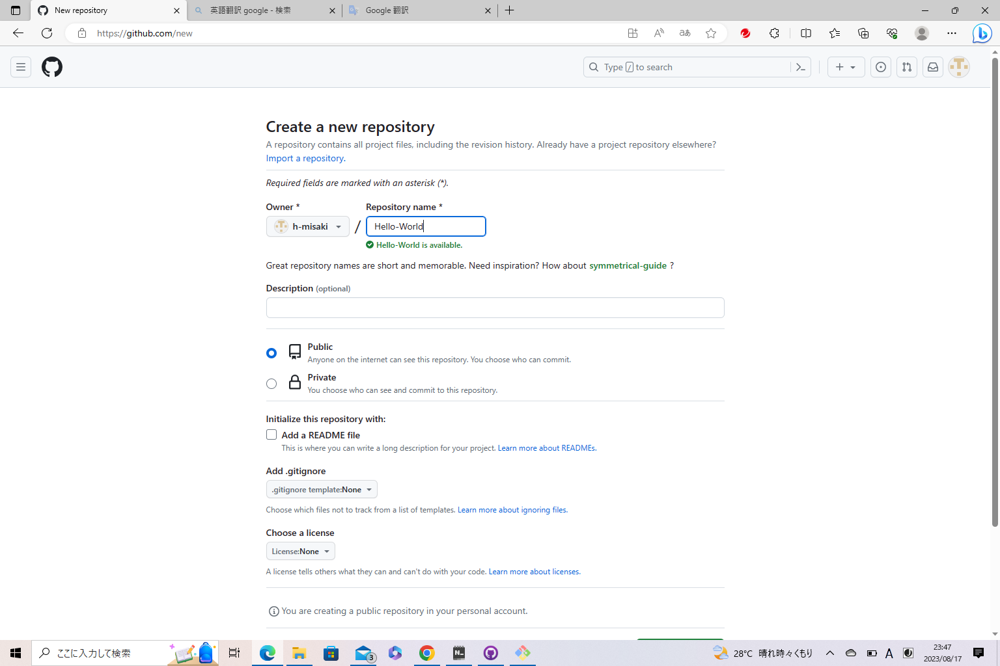 New repository
英語翻訳 google - 検索
Google 翻訳
https://github.com/new
Type / to search
Create a new repository
A repository contains all project files, including the revision history. Already have a project repository elsewhere?
Import a repository.
Required fields are marked with an asterisk (*).
Owner *
Repository name *
h-misaki
/
Hello-World
Hello-World is available.
Great repository names are short and memorable. Need inspiration? How about symmetrical-guide ?
Description (optional)
Public
Anyone on the internet can see this repository. You choose who can commit.
Private
You choose who can see and commit to this repository.
Initialize this repository with:
Add a README file
This is where you can write a long description for your project. Learn more about READMEs.
Add .gitignore
.gitignore template:None
Choose which files not to track from a list of templates. Learn more about ignoring files.
Choose a license
License:None
A license tells others what they can and can't do with your code. Learn more about licenses.
You are creating a public repository in your personal account.
ここに入力して検索
3
28°C 晴れ時々くもり
A
23:47
2023/08/17